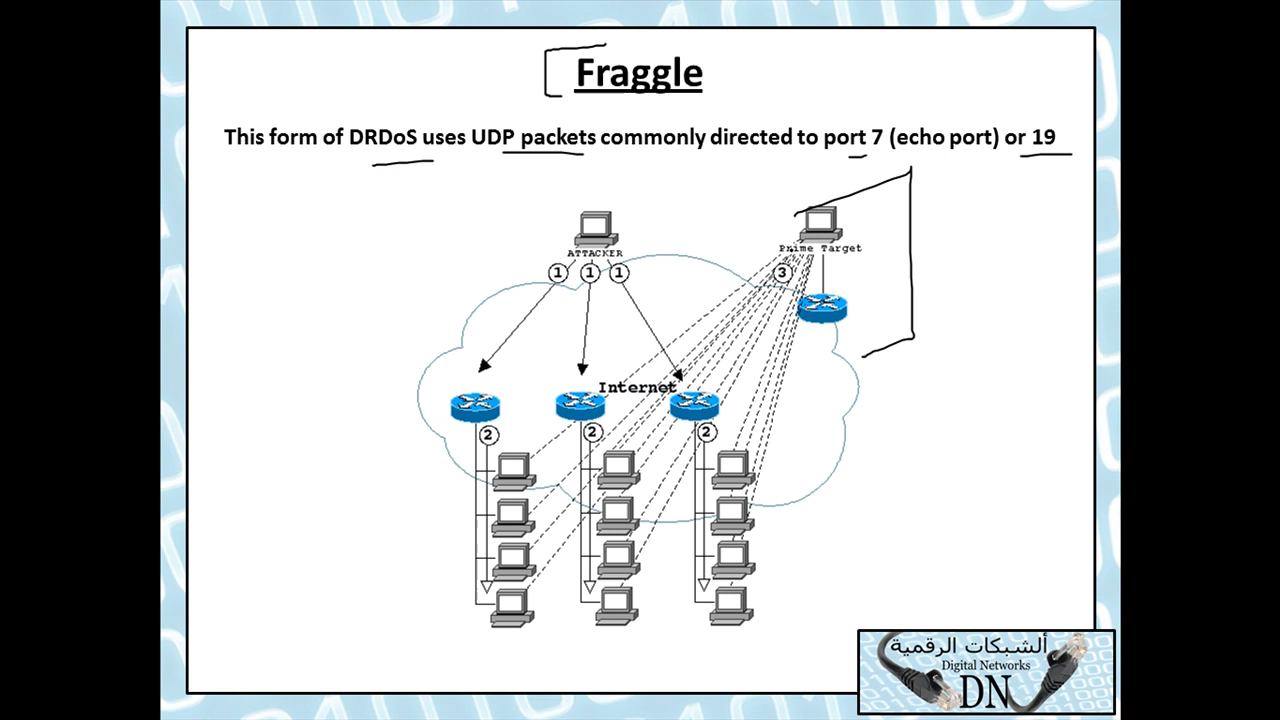 Fraggle
This form of DRDoS uses UDP packets commonly directed to port 7 (echo port) or 19
ATTACKER
Prime Target
1 1 1
3
Internet
2 2 2
ألشبكات الرقمية
Digital Networks
DN